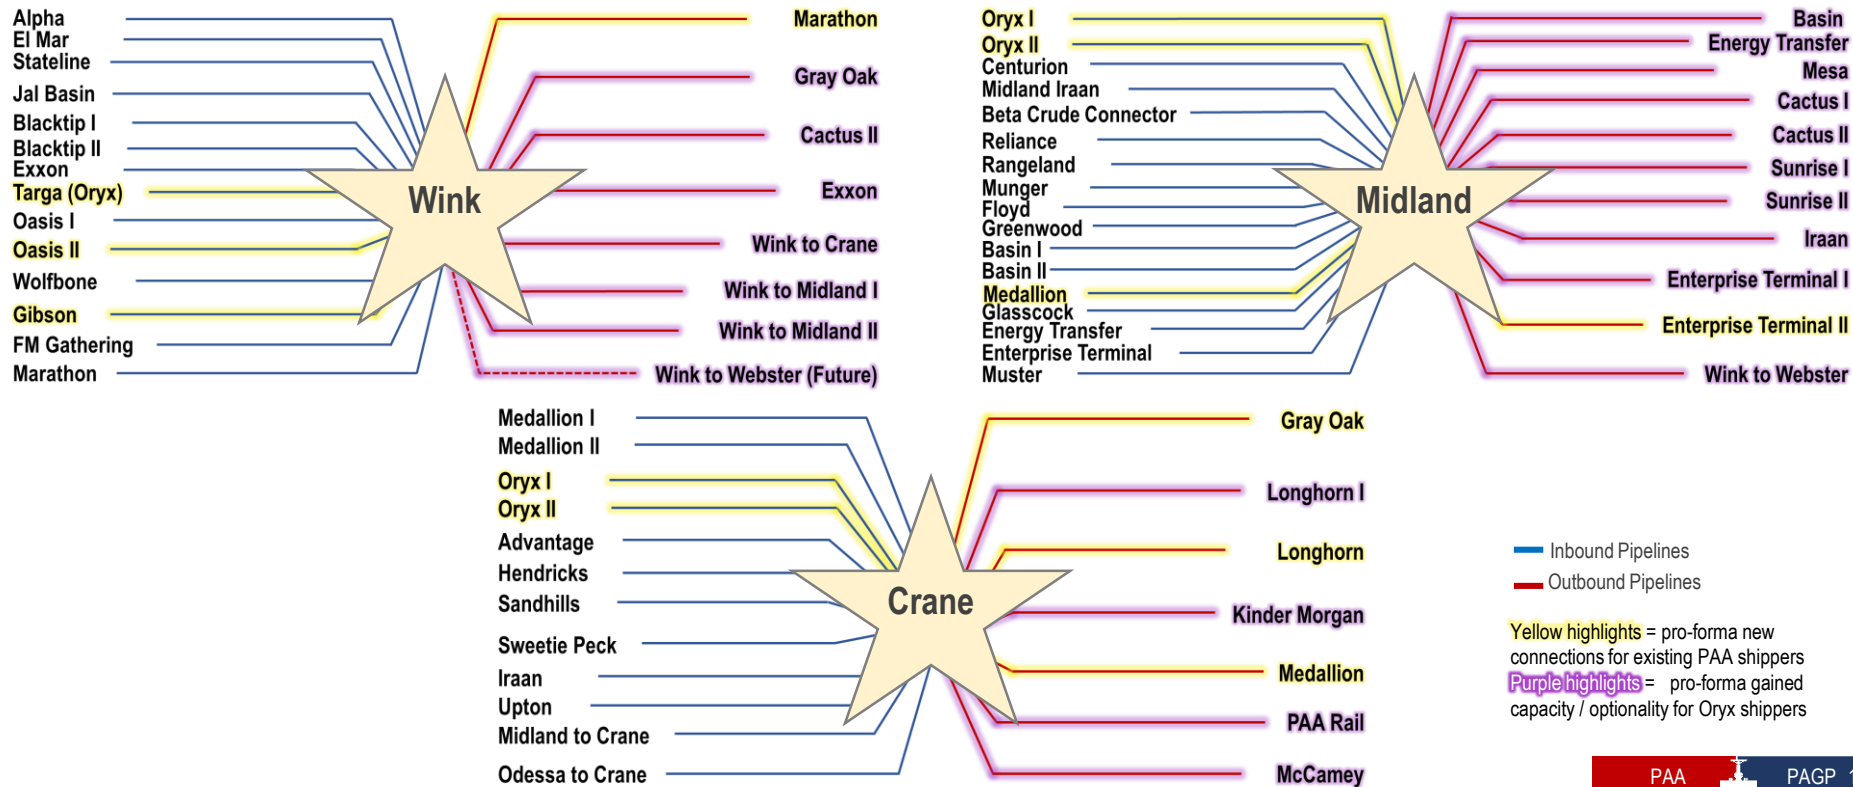 Alpha
El Mar
Stateline
Jal Basin
Blacktip I
Blacktip II
Exxon
Targa (Oryx)
Oasis I
Oasis II
Wolfbone
Gibson
FM Gathering
Marathon
Wink
Marathon
Gray Oak
Cactus II
Exxon
Wink to Crane
Wink to Midland I
Wink to Midland II
Wink to Webster (Future)
Oryx I
Oryx II
Centurion
Midland Iraan
Beta Crude Connector
Reliance
Rangeland
Munger
Floyd
Greenwood
Basin I
Basin II
Medallion
Glasscock
Energy Transfer
Enterprise Terminal
Muster
Midland
Basin
Energy Transfer
Mesa
Cactus I
Cactus II
Sunrise I
Sunrise II
Iraan
Enterprise Terminal I
Enterprise Terminal II
Wink to Webster
Medallion I
Medallion II
Oryx I
Oryx II
Advantage
Hendricks
Sandhills
Sweetie Peck
Iraan
Upton
Midland to Crane
Odessa to Crane
Crane
Gray Oak
Longhorn I
Longhorn
Kinder Morgan
Medallion
PAA Rail
McCamey
Inbound Pipelines
Outbound Pipelines
Yellow highlights = pro-forma new
connections for existing PAA shippers
Purple highlights = pro-forma gained
capacity / optionality for Oryx shippers
PAA PAGP